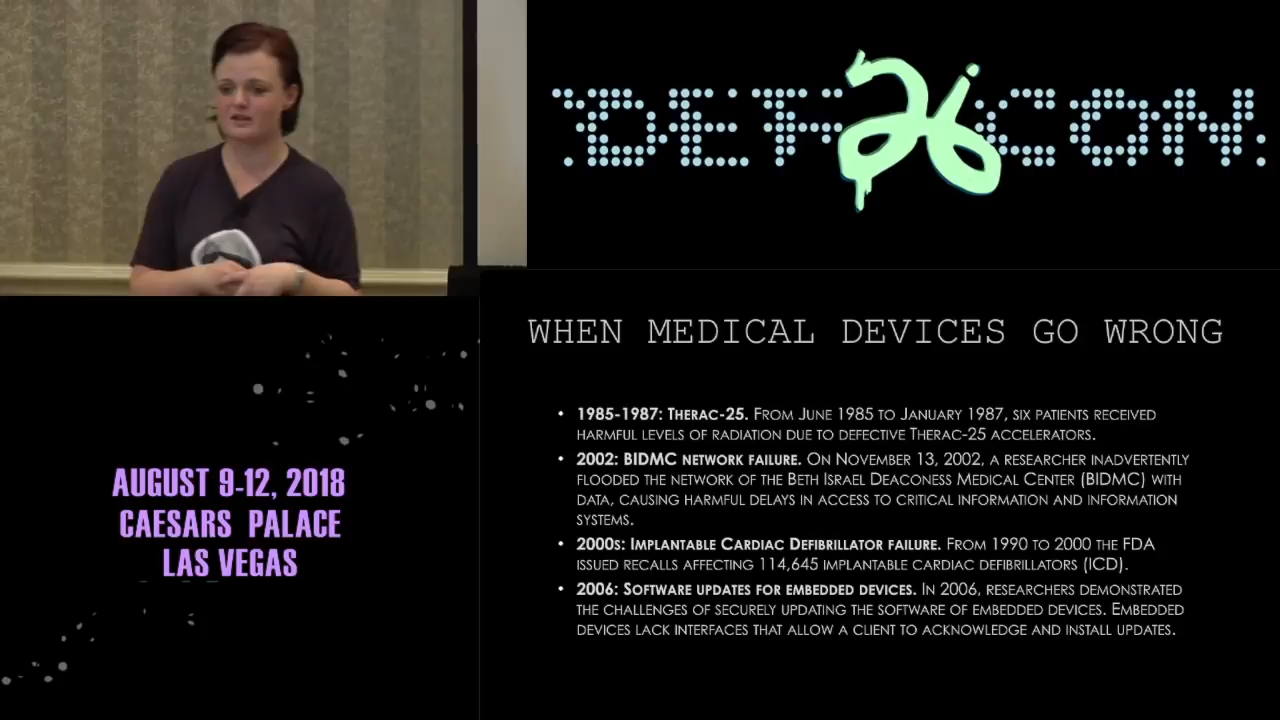 DEF 26 CON
WHEN MEDICAL DEVICES GO WRONG
• 1985-1987: THERAC-25. FROM JUNE 1985 TO JANUARY 1987, SIX PATIENTS RECEIVED
HARMFUL LEVELS OF RADIATION DUE TO DEFECTIVE THERAC-25 ACCELERATORS.
• 2002: BIDMC NETWORK FAILURE. ON NOVEMBER 13, 2002, A RESEARCHER INADVERTENTLY
FLOODED THE NETWORK OF THE BETH ISRAEL DEACONESS MEDICAL CENTER (BIDMC) WITH
DATA, CAUSING HARMFUL DELAYS IN ACCESS TO CRITICAL INFORMATION AND INFORMATION
SYSTEMS.
• 2000S: IMPLANTABLE CARDIAC DEFIBRILLATOR FAILURE. FROM 1990 TO 2000 THE FDA
ISSUED RECALLS AFFECTING 114,645 IMPLANTABLE CARDIAC DEFIBRILLATORS (ICD).
• 2006: SOFTWARE UPDATES FOR EMBEDDED DEVICES. IN 2006, RESEARCHERS DEMONSTRATED
THE CHALLENGES OF SECURELY UPDATING THE SOFTWARE OF EMBEDDED DEVICES. EMBEDDED
DEVICES LACK INTERFACES THAT ALLOW A CLIENT TO ACKNOWLEDGE AND INSTALL UPDATES.
AUGUST 9-12, 2018
CAESARS PALACE
LAS VEGAS